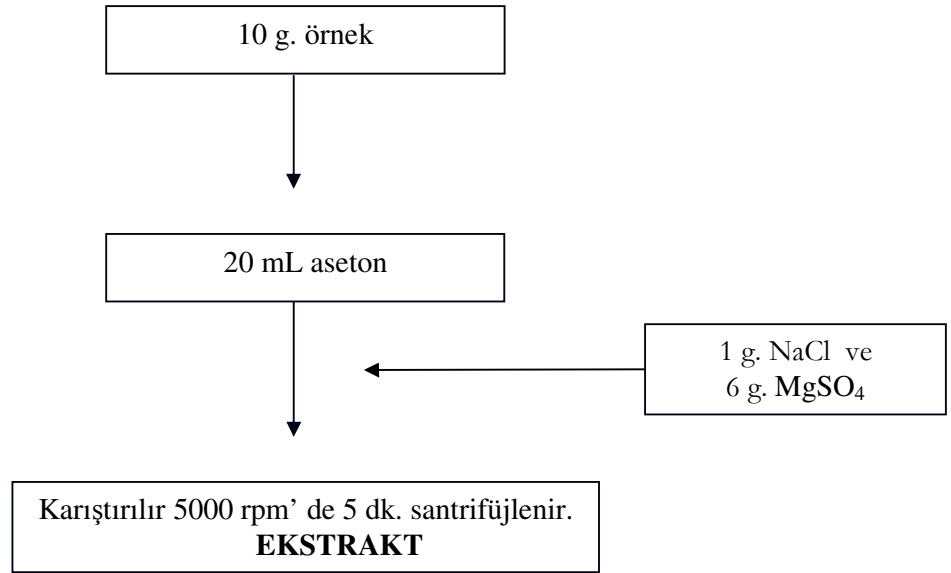 10 g. örnek
20 mL aseton
1 g. NaCl ve
6 g. MgSO₄
Karıştırılır 5000 rpm’ de 5 dk. santrifüjlenir.
EKSTRAKT